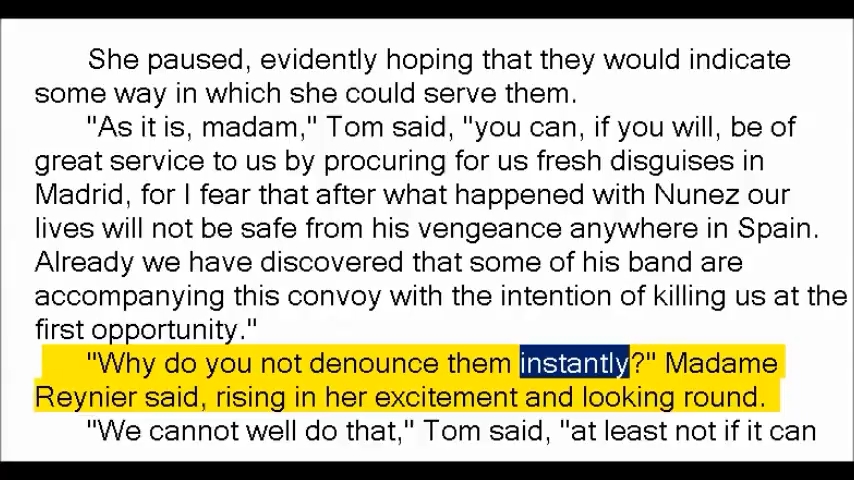 She paused, evidently hoping that they would indicate
some way in which she could serve them.
"As it is, madam," Tom said, "you can, if you will, be of
great service to us by procuring for us fresh disguises in
Madrid, for I fear that after what happened with Nunez our
lives will not be safe from his vengeance anywhere in Spain.
Already we have discovered that some of his band are
accompanying this convoy with the intention of killing us at the
first opportunity."
"Why do you not denounce them instantly?" Madame
Reynier said, rising in her excitement and looking round.
"We cannot well do that," Tom said, "at least not if it can